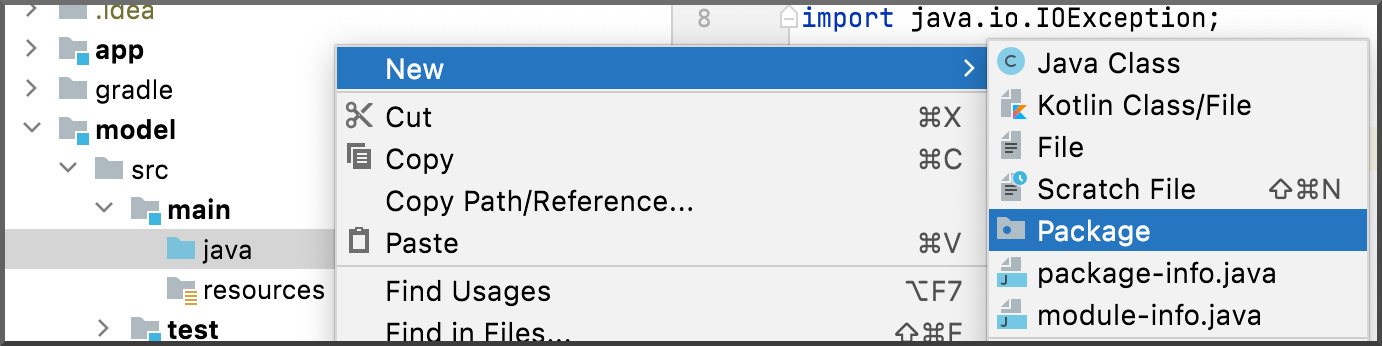 .idea
app
gradle
model
src
main
java
resources
test
8 import java.io.IOException;
New
Cut ⌘X
Copy ⌘C
Copy Path/Reference...
Paste ⌘V
Find Usages ⌥F7
Find in Files... ⇧⌘F
Java Class
Kotlin Class/File
File
Scratch File ⇧⌘N
Package
package-info.java
module-info.java